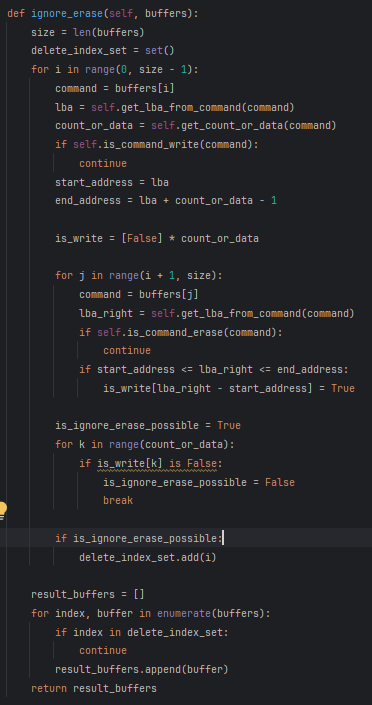 def ignore_erase(self, buffers):
    size = len(buffers)
    delete_index_set = set()
    for i in range(0, size - 1):
        command = buffers[i]
        lba = self.get_lba_from_command(command)
        count_or_data = self.get_count_or_data(command)
        if self.is_command_write(command):
            continue
        start_address = lba
        end_address = lba + count_or_data - 1

        is_write = [False] * count_or_data

        for j in range(i + 1, size):
            command = buffers[j]
            lba_right = self.get_lba_from_command(command)
            if self.is_command_erase(command):
                continue
            if start_address <= lba_right <= end_address:
                is_write[lba_right - start_address] = True

        is_ignore_erase_possible = True
        for k in range(count_or_data):
            if is_write[k] is False:
                is_ignore_erase_possible = False
                break

        if is_ignore_erase_possible:
            delete_index_set.add(i)

    result_buffers = []
    for index, buffer in enumerate(buffers):
        if index in delete_index_set:
            continue
        result_buffers.append(buffer)
    return result_buffers